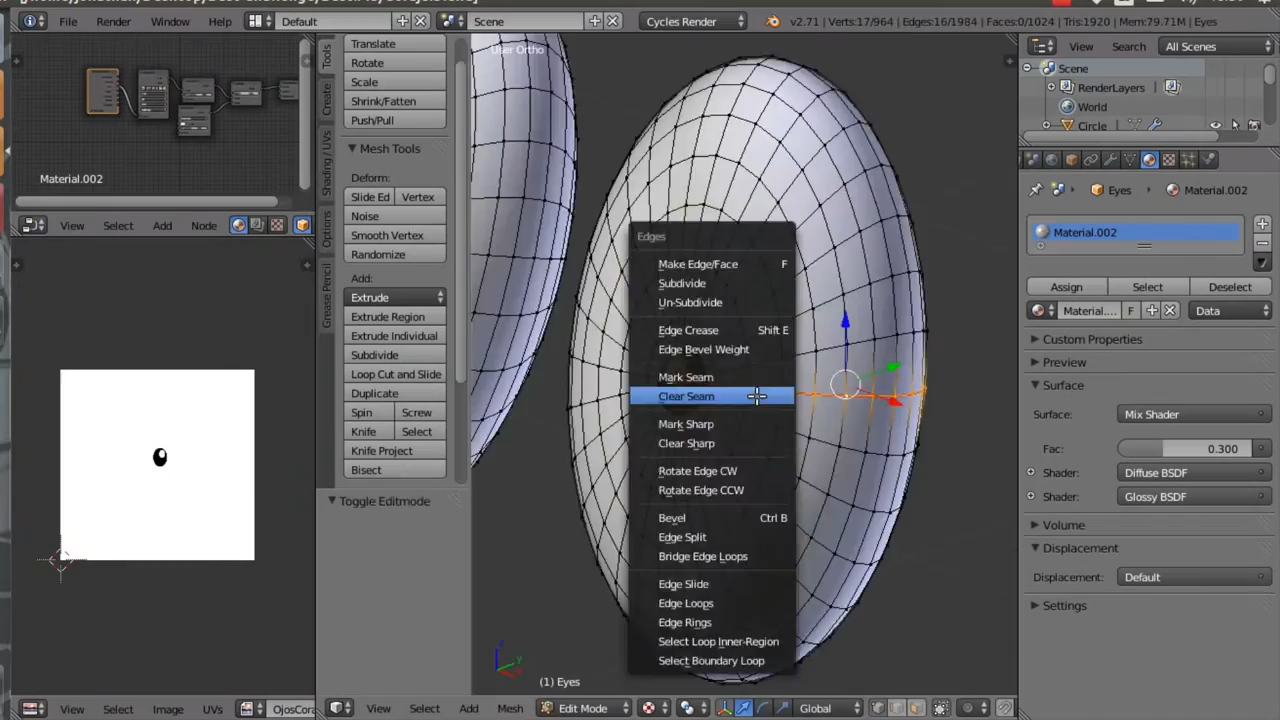 File Render Window Help
Default
Scene
Cycles Render
v2.71 | Verts:17/964 | Edges:16/1984 | Faces:0/1024 | Tris:1920 | Mem:79.71M | Eyes
Material.002
View Select Add Node
View Select Image UVs
Tools
Create
Shading / UVs
Options
Grease Pencil
Translate
Rotate
Scale
Shrink/Fatten
Push/Pull
Mesh Tools
Deform:
Slide Ed Vertex
Noise
Smooth Vertex
Randomize
Add:
Extrude
Extrude Region
Extrude Individual
Subdivide
Loop Cut and Slide
Duplicate
Spin Screw
Knife Select
Knife Project
Bisect
Toggle Editmode
User Ortho
Edges
Make Edge/Face F
Subdivide
Un-Subdivide
Edge Crease Shift E
Edge Bevel Weight
Mark Seam
Clear Seam
Mark Sharp
Clear Sharp
Rotate Edge CW
Rotate Edge CCW
Bevel Ctrl B
Edge Split
Bridge Edge Loops
Edge Slide
Edge Loops
Edge Rings
Select Loop Inner-Region
Select Boundary Loop
(1) Eyes
View Select Add Mesh Edit Mode Global
View Search All Scenes
Scene
RenderLayers
World
Circle
Eyes Material.002
Material.002
Assign Select Deselect
Material.... F Data
Custom Properties
Preview
Surface
Surface: Mix Shader
Fac: 0.300
Shader: Diffuse BSDF
Shader: Glossy BSDF
Volume
Displacement
Displacement: Default
Settings